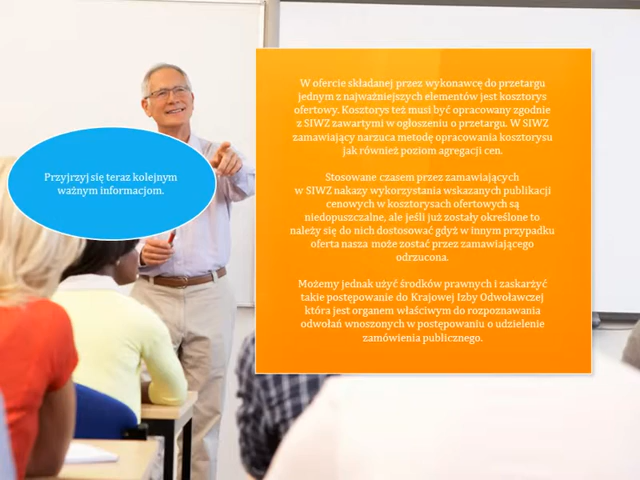 Przyjrzyj się teraz kolejnym
ważnym informacjom.
W ofercie składanej przez wykonawcę do przetargu
jednym z najważniejszych elementów jest kosztorys
ofertowy. Kosztorys też musi być opracowany zgodnie
z SIWZ zawartymi w ogłoszeniu o przetargu. W SIWZ
zamawiający narzuca metodę opracowania kosztorysu
jak również poziom agregacji cen.
Stosowane czasem przez zamawiających
w SIWZ nakazy wykorzystania wskazanych publikacji
cenowych w kosztorysach ofertowych są
niedopuszczalne, ale jeśli już zostały określone to
należy się do nich dostosować gdyż w innym przypadku
oferta nasza może zostać przez zamawiającego
odrzucona.
Możemy jednak użyć środków prawnych i zaskarżyć
takie postępowanie do Krajowej Izby Odwoławczej
która jest organem właściwym do rozpoznawania
odwołań wnoszonych w postępowaniu o udzielenie
zamówienia publicznego.